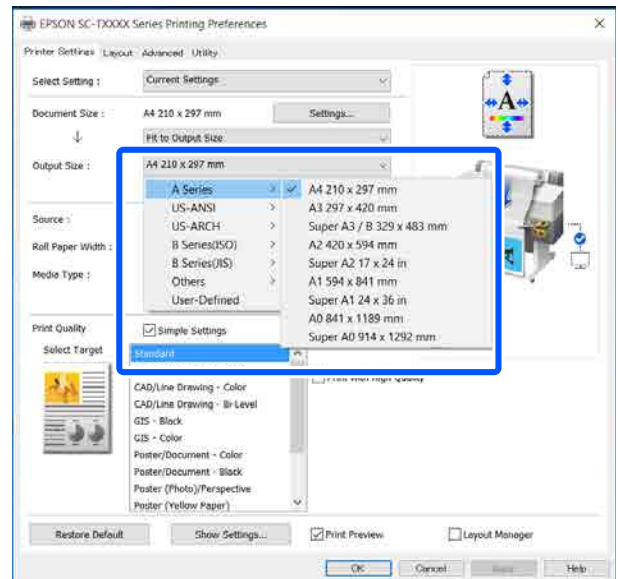 EPSON SC-TXXXX Series Printing Preferences
Printer Settings Layout Advanced Utility
Select Setting : Current Settings
Document Size : A4 210 x 297 mm Settings...
Fit to Output Size
Output Size : A4 210 x 297 mm
A Series
US-ANSI
US-ARCH
B Series(ISO)
B Series(JIS)
Others
User-Defined
A4 210 x 297 mm
A3 297 x 420 mm
Super A3 / B 329 x 483 mm
A2 420 x 594 mm
Super A2 17 x 24 in
A1 594 x 841 mm
Super A1 24 x 36 in
A0 841 x 1189 mm
Super A0 914 x 1292 mm
Source :
Roll Paper Width :
Media Type :
A
Print Quality Simple Settings
Select Target
Standard
CAD/Line Drawing - Color
CAD/Line Drawing - Bi-Level
GIS - Black
GIS - Color
Poster/Document - Color
Poster/Document - Black
Poster (Photo)/Perspective
Poster (Yellow Paper)
Print with High Quality
Restore Default Show Settings... Print Preview Layout Manager
OK Cancel Help